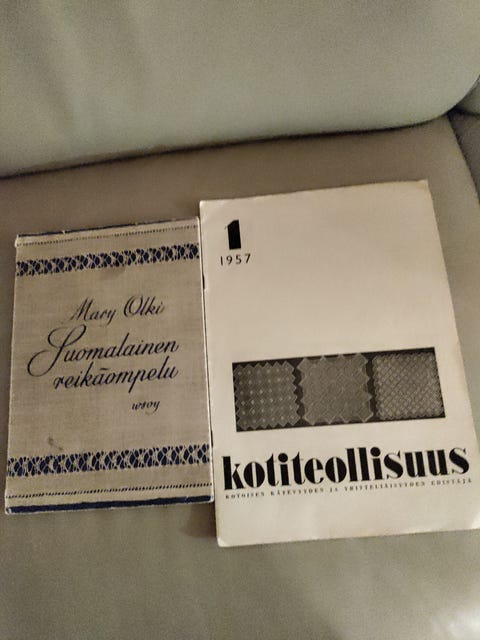 Mary Olki
Suomalainen
reikäompelu
wsoy
1
1957
kotiteollisuus
KOTOISEN KÄTEVYYDEN JA YRITTELIÄISYYDEN EDISTÄJÄ